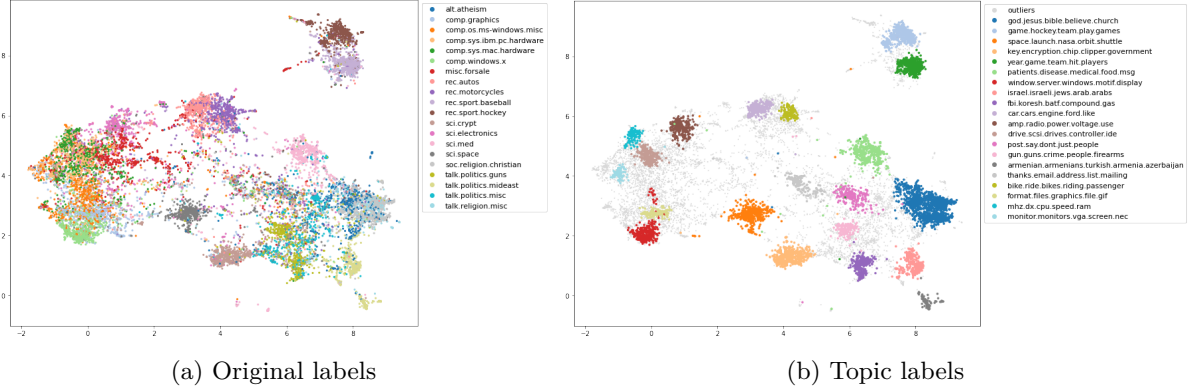 alt.atheism
comp.graphics
comp.os.ms-windows.misc
comp.sys.ibm.pc.hardware
comp.sys.mac.hardware
comp.windows.x
misc.forsale
rec.autos
rec.motorcycles
rec.sport.baseball
rec.sport.hockey
sci.crypt
sci.electronics
sci.med
sci.space
soc.religion.christian
talk.politics.guns
talk.politics.mideast
talk.politics.misc
talk.religion.misc
8
6
4
2
0
−2 0 2 4 6 8
(a) Original labels
outliers
god.jesus.bible.believe.church
game.hockey.team.play.games
space.launch.nasa.orbit.shuttle
key.encryption.chip.clipper.government
year.game.team.hit.players
patients.disease.medical.food.msg
window.server.windows.motif.display
israel.israeli.jews.arab.arabs
fbi.koresh.batf.compound.gas
car.cars.engine.ford.like
amp.radio.power.voltage.use
drive.scsi.drives.controller.ide
post.say.dont.just.people
gun.guns.crime.people.firearms
armenian.armenians.turkish.armenia.azerbaijan
thanks.email.address.list.mailing
bike.ride.bikes.riding.passenger
format.files.graphics.file.gif
mhz.dx.cpu.speed.ram
monitor.monitors.vga.screen.nec
8
6
4
2
0
−2 0 2 4 6 8
(b) Topic labels